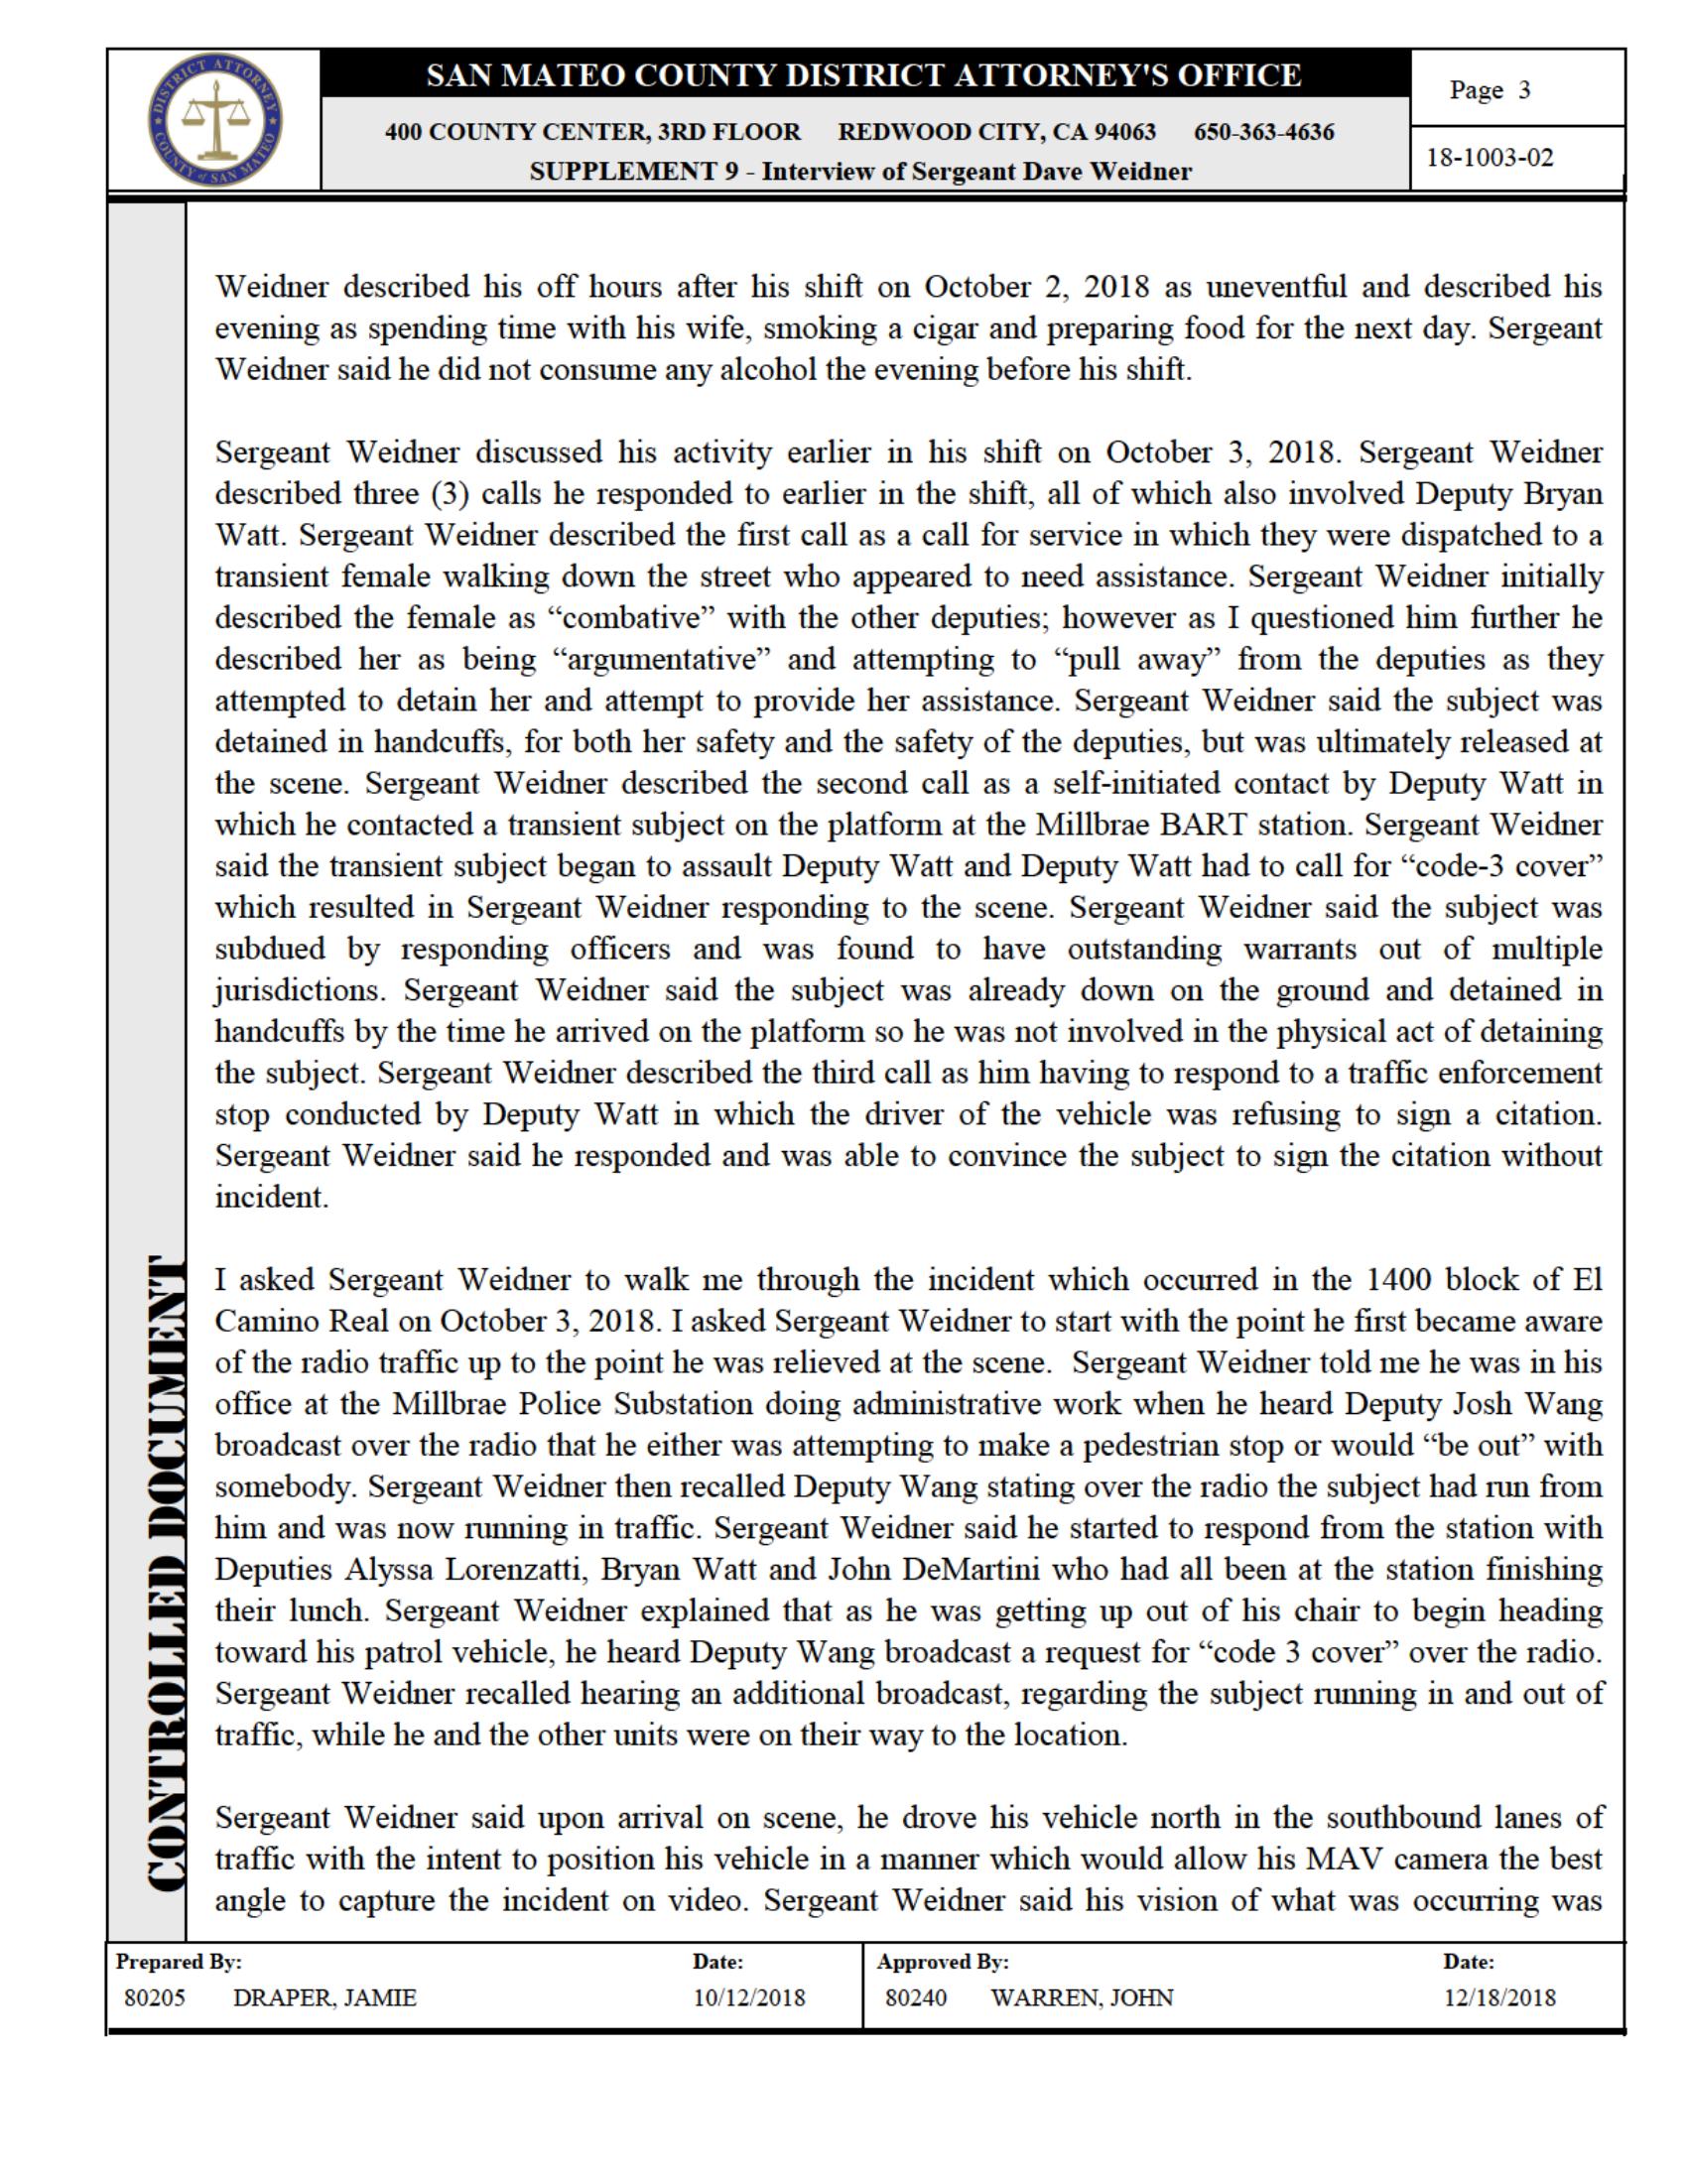 DISTRICT ATTORNEY
COUNTY of SAN MATEO
SAN MATEO COUNTY DISTRICT ATTORNEY'S OFFICE
400 COUNTY CENTER, 3RD FLOOR REDWOOD CITY, CA 94063 650-363-4636
SUPPLEMENT 9 - Interview of Sergeant Dave Weidner
Page 3
18-1003-02
Weidner described his off hours after his shift on October 2, 2018 as uneventful and described his
evening as spending time with his wife, smoking a cigar and preparing food for the next day. Sergeant
Weidner said he did not consume any alcohol the evening before his shift.
Sergeant Weidner discussed his activity earlier in his shift on October 3, 2018. Sergeant Weidner
described three (3) calls he responded to earlier in the shift, all of which also involved Deputy Bryan
Watt. Sergeant Weidner described the first call as a call for service in which they were dispatched to a
transient female walking down the street who appeared to need assistance. Sergeant Weidner initially
described the female as “combative” with the other deputies; however as I questioned him further he
described her as being “argumentative” and attempting to “pull away” from the deputies as they
attempted to detain her and attempt to provide her assistance. Sergeant Weidner said the subject was
detained in handcuffs, for both her safety and the safety of the deputies, but was ultimately released at
the scene. Sergeant Weidner described the second call as a self-initiated contact by Deputy Watt in
which he contacted a transient subject on the platform at the Millbrae BART station. Sergeant Weidner
said the transient subject began to assault Deputy Watt and Deputy Watt had to call for “code-3 cover”
which resulted in Sergeant Weidner responding to the scene. Sergeant Weidner said the subject was
subdued by responding officers and was found to have outstanding warrants out of multiple
jurisdictions. Sergeant Weidner said the subject was already down on the ground and detained in
handcuffs by the time he arrived on the platform so he was not involved in the physical act of detaining
the subject. Sergeant Weidner described the third call as him having to respond to a traffic enforcement
stop conducted by Deputy Watt in which the driver of the vehicle was refusing to sign a citation.
Sergeant Weidner said he responded and was able to convince the subject to sign the citation without
incident.
I asked Sergeant Weidner to walk me through the incident which occurred in the 1400 block of El
Camino Real on October 3, 2018. I asked Sergeant Weidner to start with the point he first became aware
of the radio traffic up to the point he was relieved at the scene. Sergeant Weidner told me he was in his
office at the Millbrae Police Substation doing administrative work when he heard Deputy Josh Wang
broadcast over the radio that he either was attempting to make a pedestrian stop or would “be out” with
somebody. Sergeant Weidner then recalled Deputy Wang stating over the radio the subject had run from
him and was now running in traffic. Sergeant Weidner said he started to respond from the station with
Deputies Alyssa Lorenzatti, Bryan Watt and John DeMartini who had all been at the station finishing
their lunch. Sergeant Weidner explained that as he was getting up out of his chair to begin heading
toward his patrol vehicle, he heard Deputy Wang broadcast a request for “code 3 cover” over the radio.
Sergeant Weidner recalled hearing an additional broadcast, regarding the subject running in and out of
traffic, while he and the other units were on their way to the location.
Sergeant Weidner said upon arrival on scene, he drove his vehicle north in the southbound lanes of
traffic with the intent to position his vehicle in a manner which would allow his MAV camera the best
angle to capture the incident on video. Sergeant Weidner said his vision of what was occurring was
CONTROLLED DOCUMENT
Prepared By: Date: Approved By: Date:
80205 DRAPER, JAMIE 10/12/2018 80240 WARREN, JOHN 12/18/2018